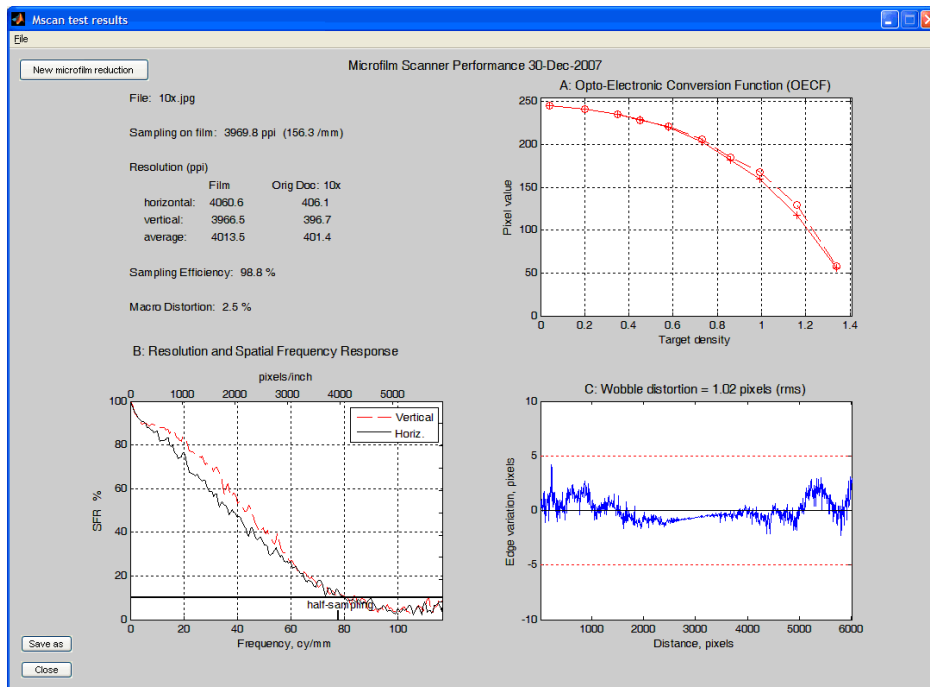 Mscan test results
File
New microfilm reduction
Microfilm Scanner Performance 30-Dec-2007
File: 10x.jpg
Sampling on film: 3969.8 ppi (156.3 /mm)
Resolution (ppi)
Film Orig Doc: 10x
horizontal: 4060.6 406.1
vertical: 3966.5 396.7
average: 4013.5 401.4
Sampling Efficiency: 98.8 %
Macro Distortion: 2.5 %
A: Opto-Electronic Conversion Function (OECF)
250
200
150
100
50
0
Pixel value
0 0.2 0.4 0.6 0.8 1 1.2 1.4
Target density
B: Resolution and Spatial Frequency Response
pixels/inch
0 1000 2000 3000 4000 5000
100
80
60
40
20
0
SFR %
Vertical
Horiz.
half-sampling
0 20 40 60 80 100
Frequency, cy/mm
C: Wobble distortion = 1.02 pixels (rms)
10
5
0
-5
-10
Edge variation, pixels
1000 2000 3000 4000 5000 6000
Distance, pixels
Save as
Close